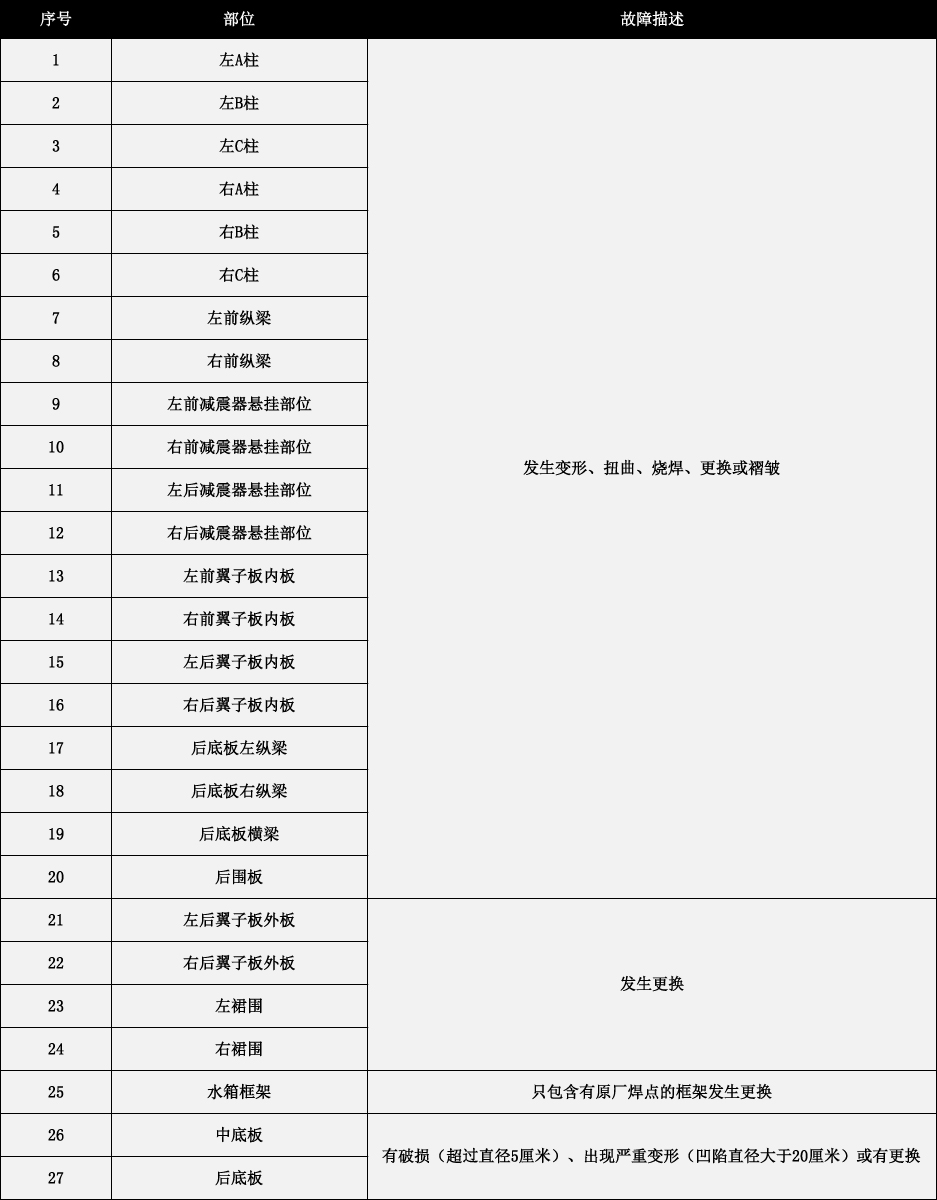 序号 部位 故障描述
1 左A柱
2 左B柱
3 左C柱
4 右A柱
5 右B柱
6 右C柱
7 左前纵梁
8 右前纵梁
9 左前减震器悬挂部位
10 右前减震器悬挂部位
发生变形、扭曲、烧焊、更换或褶皱
11 左后减震器悬挂部位
12 右后减震器悬挂部位
13 左前翼子板内板
14 右前翼子板内板
15 左后翼子板内板
16 右后翼子板内板
17 后底板左纵梁
18 后底板右纵梁
19 后底板横梁
20 后围板
21 左后翼子板外板
22 右后翼子板外板
发生更换
23 左裙围
24 右裙围
25 水箱框架 只包含有原厂焊点的框架发生更换
26 中底板
有破损（超过直径5厘米）、出现严重变形（凹陷直径大于20厘米）或有更换
27 后底板